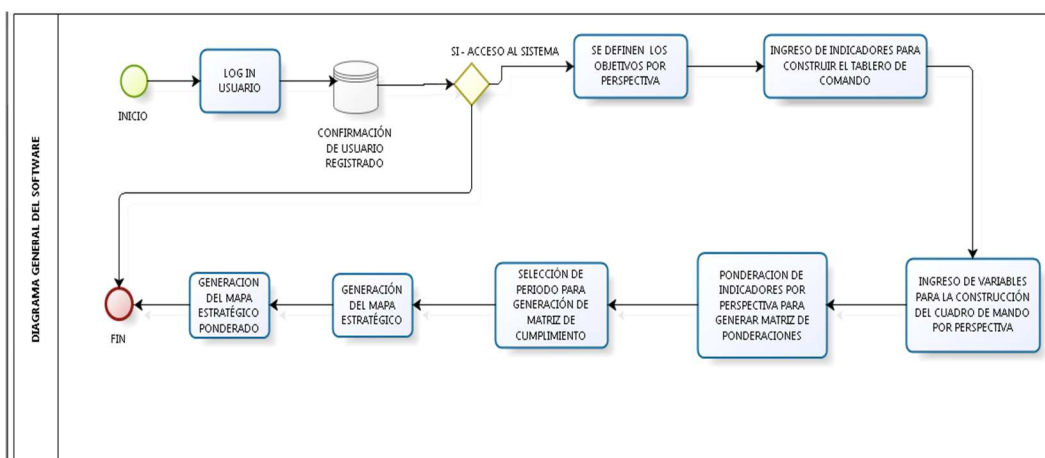 DIAGRAMA GENERAL DEL SOFTWARE
INICIO
LOG IN
USUARIO
CONFIRMACIÓN
DE USUARIO
REGISTRADO
SI - ACCESO AL SISTEMA
SE DEFINEN LOS
OBJETIVOS POR
PERSPECTIVA
INGRESO DE INDICADORES PARA
CONSTRUIR EL TABLERO DE
COMANDO
INGRESO DE VARIABLES
PARA LA CONSTRUCCIÓN
DEL CUADRO DE MANDO
POR PERSPECTIVA
PONDERACION DE
INDICADORES POR
PERSPECTIVA PARA
GENERAR MATRIZ DE
PONDERACIONES
SELECCIÓN DE
PERIODO PARA
GENERACIÓN DE
MATRIZ DE
CUMPLIMIENTO
GENERACIÓN
DEL MAPA
ESTRATÉGICO
GENERACION
DEL MAPA
ESTRATÉGICO
PONDERADO
FIN